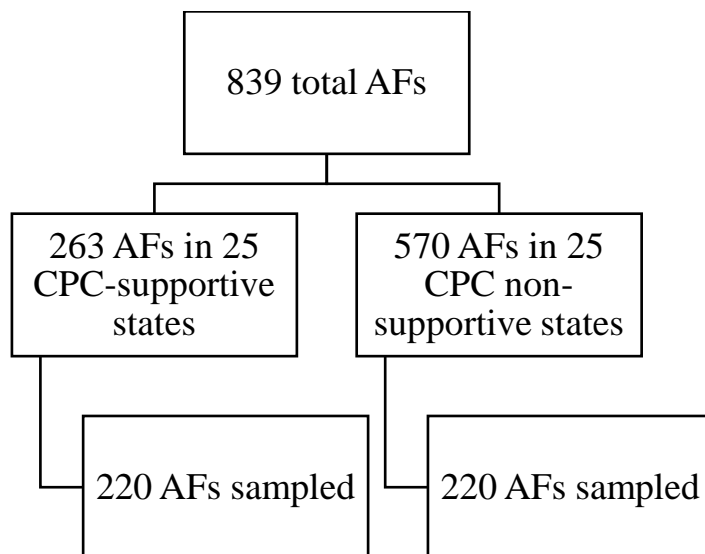 839 total AFs
263 AFs in 25
CPC-supportive
states
570 AFs in 25
CPC non-
supportive states
220 AFs sampled
220 AFs sampled